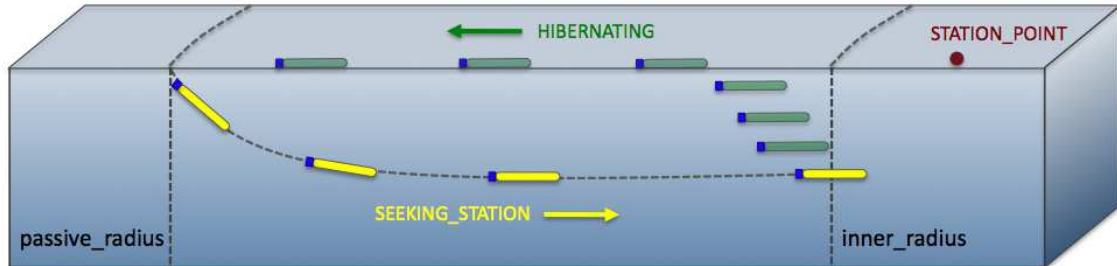 HIBERNATING
STATION_POINT
SEEKING_STATION
passive_radius
inner_radius